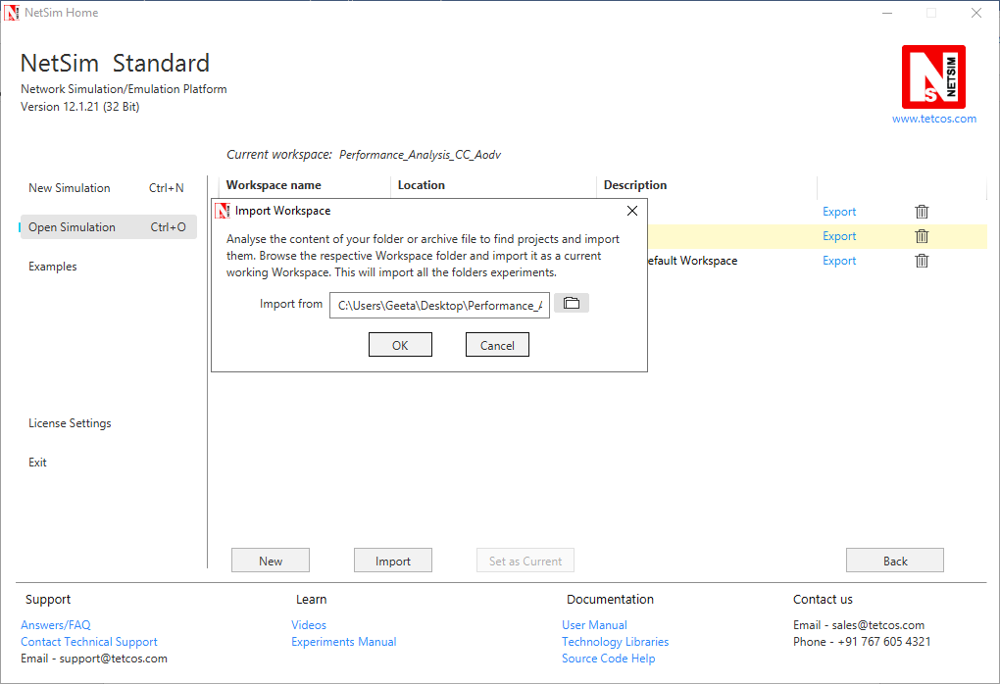 NetSim Home
NetSim Standard
Network Simulation/Emulation Platform
Version 12.1.21 (32 Bit)
NETSIM
www.tetcos.com
Current workspace: Performance_Analysis_CC_Aodv
New Simulation Ctrl+N
Open Simulation Ctrl+O
Examples
License Settings
Exit
Workspace name Location Description
Export
Export
efault Workspace Export
Import Workspace
Analyse the content of your folder or archive file to find projects and import
them. Browse the respective Workspace folder and import it as a current
working Workspace. This will import all the folders experiments.
Import from C:\Users\Geeta\Desktop\Performance_A
OK Cancel
New Import Set as Current Back
Support
Answers/FAQ
Contact Technical Support
Email - support@tetcos.com
Learn
Videos
Experiments Manual
Documentation
User Manual
Technology Libraries
Source Code Help
Contact us
Email - sales@tetcos.com
Phone - +91 767 605 4321